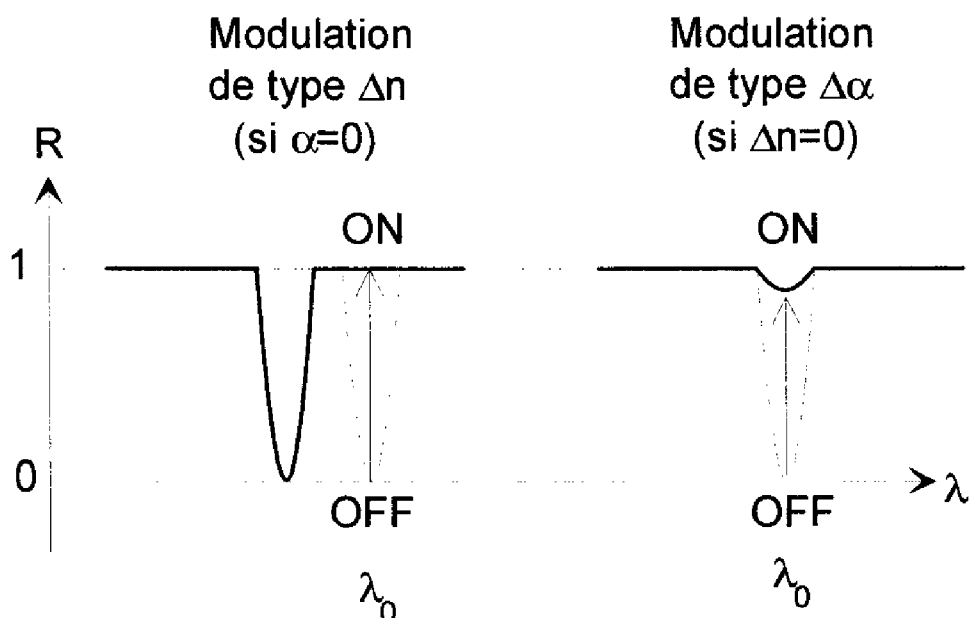 Modulation
de type Δn
(si α=0)
Modulation
de type Δα
(si Δn=0)
R
ON
ON
1
0
λ
OFF
OFF
λ₀
λ₀